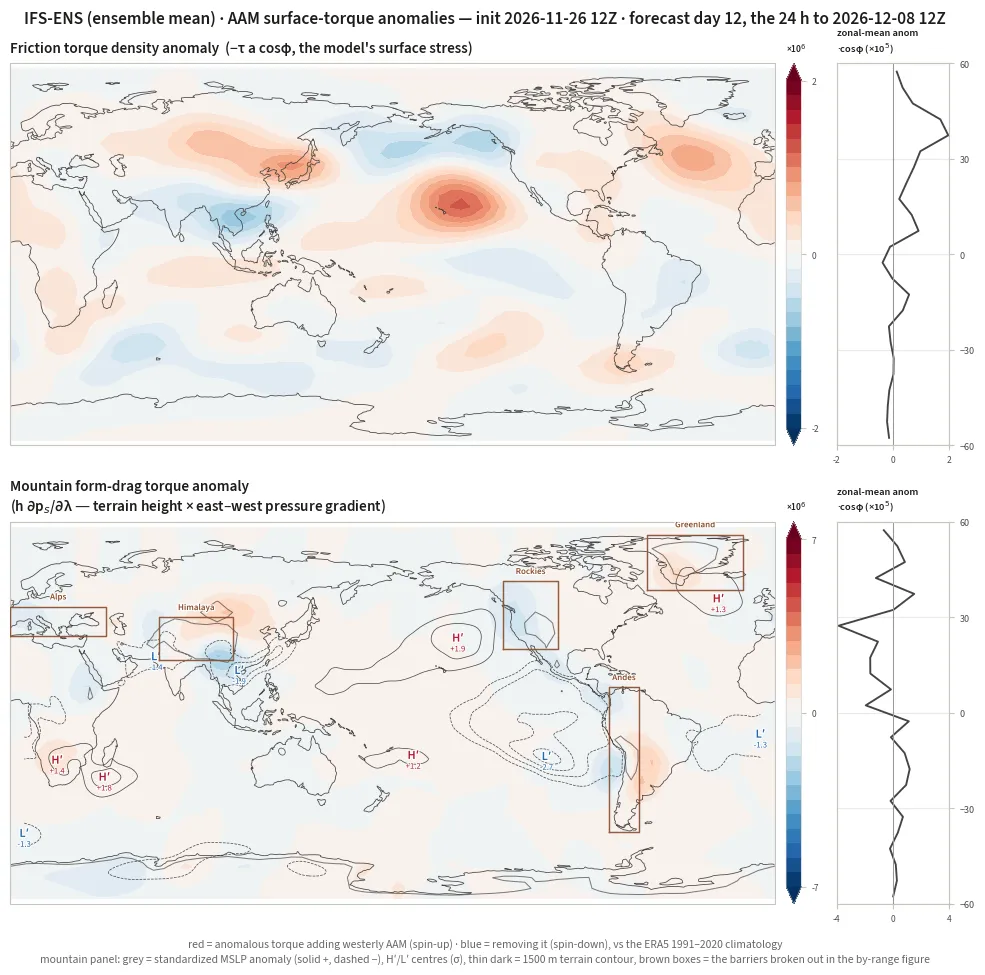 IFS-ENS (ensemble mean) · AAM surface-torque anomalies — init 2026-11-26 12Z · forecast day 12, the 24 h to 2026-12-08 12Z
Friction torque density anomaly (−τ a cosϕ, the model's surface stress)
×10⁶
zonal-mean anom
·cosϕ (×10⁵)
2
0
-2
60
30
0
−30
−60
-2
0
2
Mountain form-drag torque anomaly
(h ∂pₛ/∂λ — terrain height × east–west pressure gradient)
×10⁶
zonal-mean anom
·cosϕ (×10⁵)
Greenland
Rockies
Alps
Himalaya
Andes
H′
+1.3
H′
+1.9
L′
-1.4
L′
-1.9
H′
+1.4
H′
+1.8
H′
+1.2
L′
-2.7
L′
-1.3
L′
-1.3
7
0
-7
60
30
0
−30
−60
-4
0
4
red = anomalous torque adding westerly AAM (spin-up) · blue = removing it (spin-down), vs the ERA5 1991–2020 climatology
mountain panel: grey = standardized MSLP anomaly (solid +, dashed −), H′/L′ centres (σ), thin dark = 1500 m terrain contour, brown boxes = the barriers broken out in the by-range figure